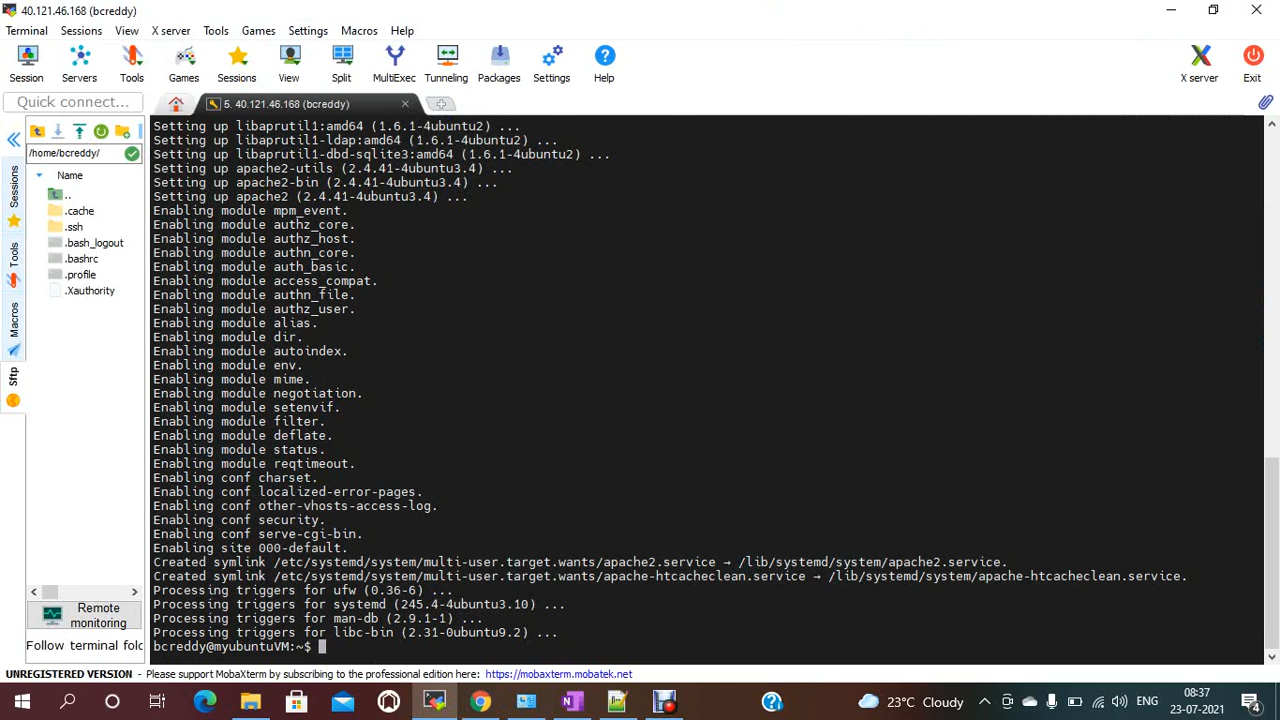 40.121.46.168 (bcreddy)
Terminal Sessions View X server Tools Games Settings Macros Help
Session Servers Tools Games Sessions View Split MultiExec Tunneling Packages Settings Help X server Exit
Quick connect...
5. 40.121.46.168 (bcreddy)
/home/bcreddy/
Name
..
.cache
.ssh
.bash_logout
.bashrc
.profile
.Xauthority
Sessions
Tools
Macros
Sftp
Remote
monitoring
Follow terminal folc
Setting up libaprutil1:amd64 (1.6.1-4ubuntu2) ...
Setting up libaprutil1-ldap:amd64 (1.6.1-4ubuntu2) ...
Setting up libaprutil1-dbd-sqlite3:amd64 (1.6.1-4ubuntu2) ...
Setting up apache2-utils (2.4.41-4ubuntu3.4) ...
Setting up apache2-bin (2.4.41-4ubuntu3.4) ...
Setting up apache2 (2.4.41-4ubuntu3.4) ...
Enabling module mpm_event.
Enabling module authz_core.
Enabling module authz_host.
Enabling module authn_core.
Enabling module auth_basic.
Enabling module access_compat.
Enabling module authn_file.
Enabling module authz_user.
Enabling module alias.
Enabling module dir.
Enabling module autoindex.
Enabling module env.
Enabling module mime.
Enabling module negotiation.
Enabling module setenvif.
Enabling module filter.
Enabling module deflate.
Enabling module status.
Enabling module reqtimeout.
Enabling conf charset.
Enabling conf localized-error-pages.
Enabling conf other-vhosts-access-log.
Enabling conf security.
Enabling conf serve-cgi-bin.
Enabling site 000-default.
Created symlink /etc/systemd/system/multi-user.target.wants/apache2.service → /lib/systemd/system/apache2.service.
Created symlink /etc/systemd/system/multi-user.target.wants/apache-htcacheclean.service → /lib/systemd/system/apache-htcacheclean.service.
Processing triggers for ufw (0.36-6) ...
Processing triggers for systemd (245.4-4ubuntu3.10) ...
Processing triggers for man-db (2.9.1-1) ...
Processing triggers for libc-bin (2.31-0ubuntu9.2) ...
bcreddy@myubuntuVM:~$
UNREGISTERED VERSION - Please support MobaXterm by subscribing to the professional edition here: https://mobaxterm.mobatek.net
23°C Cloudy ENG 08:37
23-07-2021 4